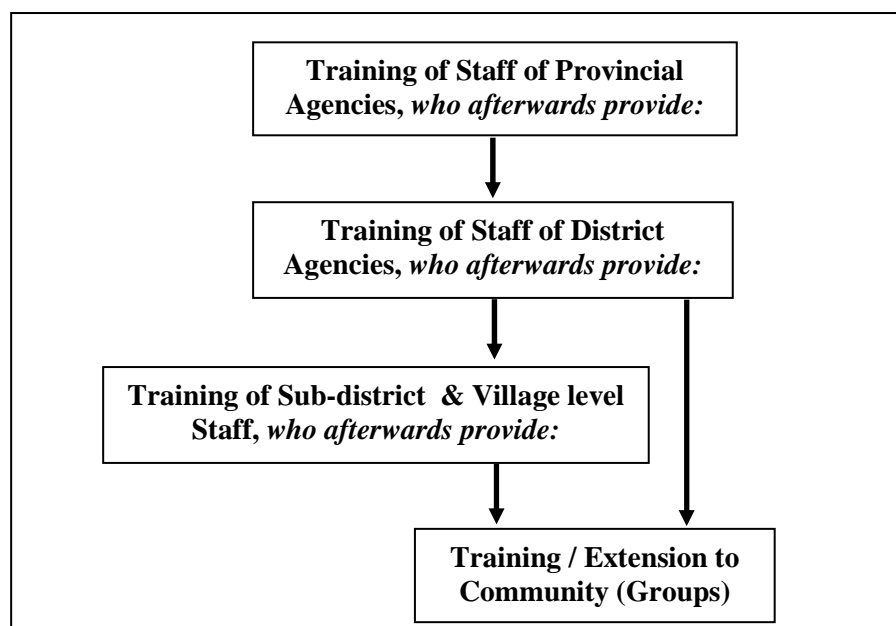 Training of Staff of Provincial
Agencies, who afterwards provide:
Training of Staff of District
Agencies, who afterwards provide:
Training of Sub-district & Village level
Staff, who afterwards provide:
Training / Extension to
Community (Groups)